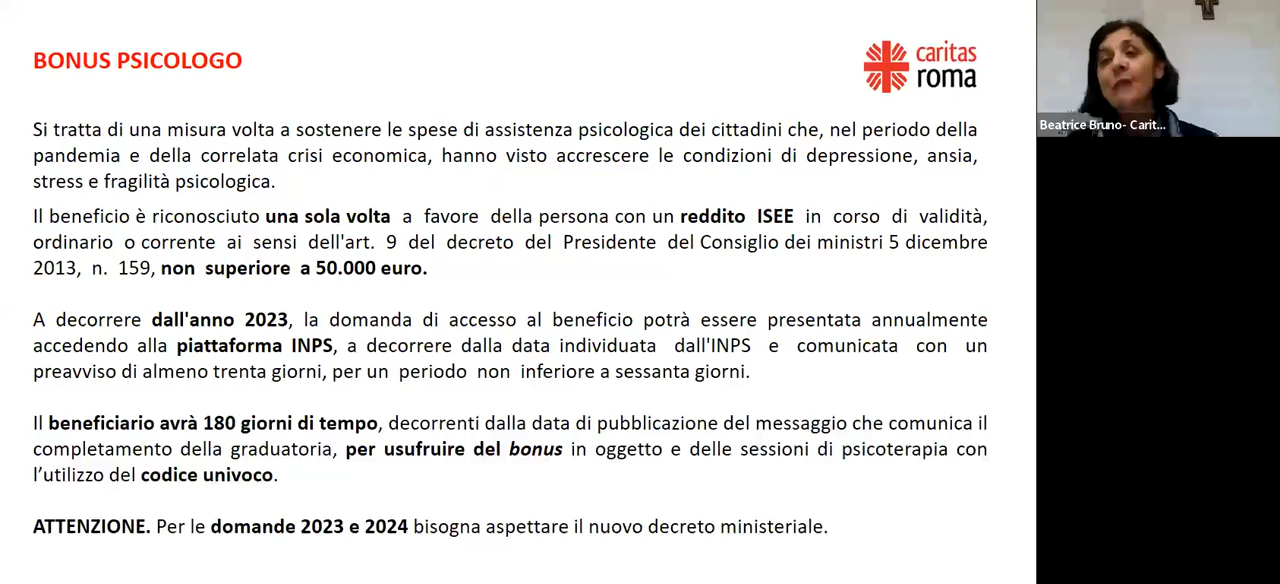 BONUS PSICOLOGO
caritas
roma
Beatrice Bruno- Carit...
Si tratta di una misura volta a sostenere le spese di assistenza psicologica dei cittadini che, nel periodo della
pandemia e della correlata crisi economica, hanno visto accrescere le condizioni di depressione, ansia,
stress e fragilità psicologica.
Il beneficio è riconosciuto una sola volta a favore della persona con un reddito ISEE in corso di validità,
ordinario o corrente ai sensi dell'art. 9 del decreto del Presidente del Consiglio dei ministri 5 dicembre
2013, n. 159, non superiore a 50.000 euro.
A decorrere dall'anno 2023, la domanda di accesso al beneficio potrà essere presentata annualmente
accedendo alla piattaforma INPS, a decorrere dalla data individuata dall'INPS e comunicata con un
preavviso di almeno trenta giorni, per un periodo non inferiore a sessanta giorni.
Il beneficiario avrà 180 giorni di tempo, decorrenti dalla data di pubblicazione del messaggio che comunica il
completamento della graduatoria, per usufruire del bonus in oggetto e delle sessioni di psicoterapia con
l’utilizzo del codice univoco.
ATTENZIONE. Per le domande 2023 e 2024 bisogna aspettare il nuovo decreto ministeriale.